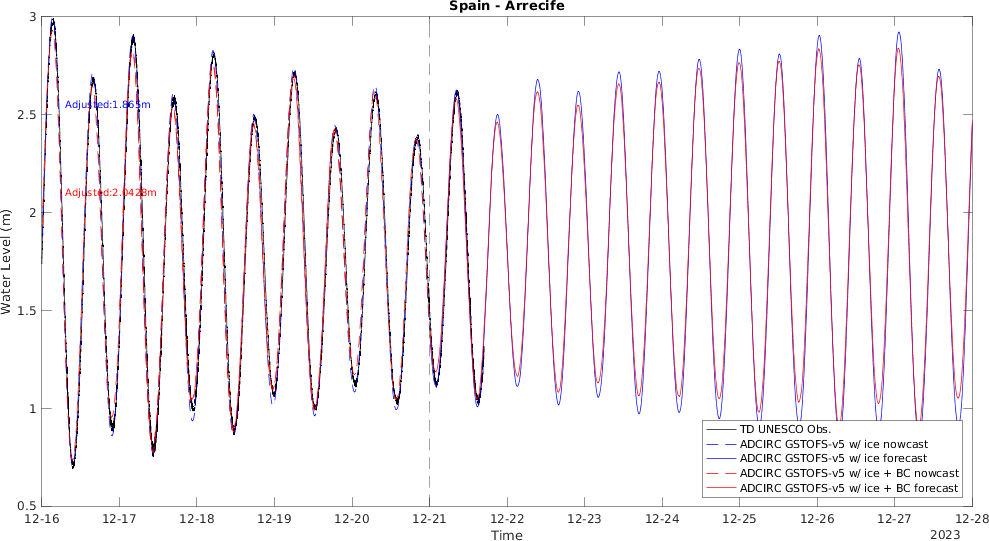 Spain - Arrecife
3
2.5
2
1.5
1
0.5
Water Level (m)
Adjusted:1.865m
Adjusted:2.0428m
TD UNESCO Obs.
ADCIRC GSTOFS-v5 w/ ice nowcast
ADCIRC GSTOFS-v5 w/ ice forecast
ADCIRC GSTOFS-v5 w/ ice + BC nowcast
ADCIRC GSTOFS-v5 w/ ice + BC forecast
12-16 12-17 12-18 12-19 12-20 12-21 12-22 12-23 12-24 12-25 12-26 12-27 12-28
Time
2023